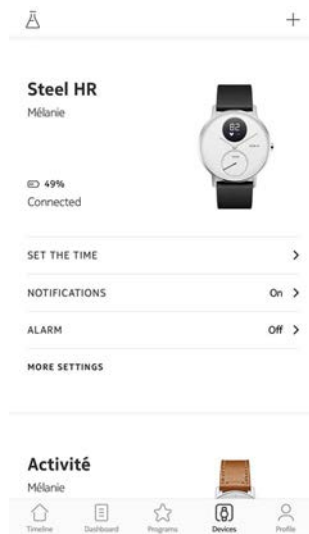 Steel HR
Mélanie
82
49%
Connected
SET THE TIME
NOTIFICATIONS On
ALARM Off
MORE SETTINGS
Activité
Mélanie
Timeline Dashboard Programs Devices Profile